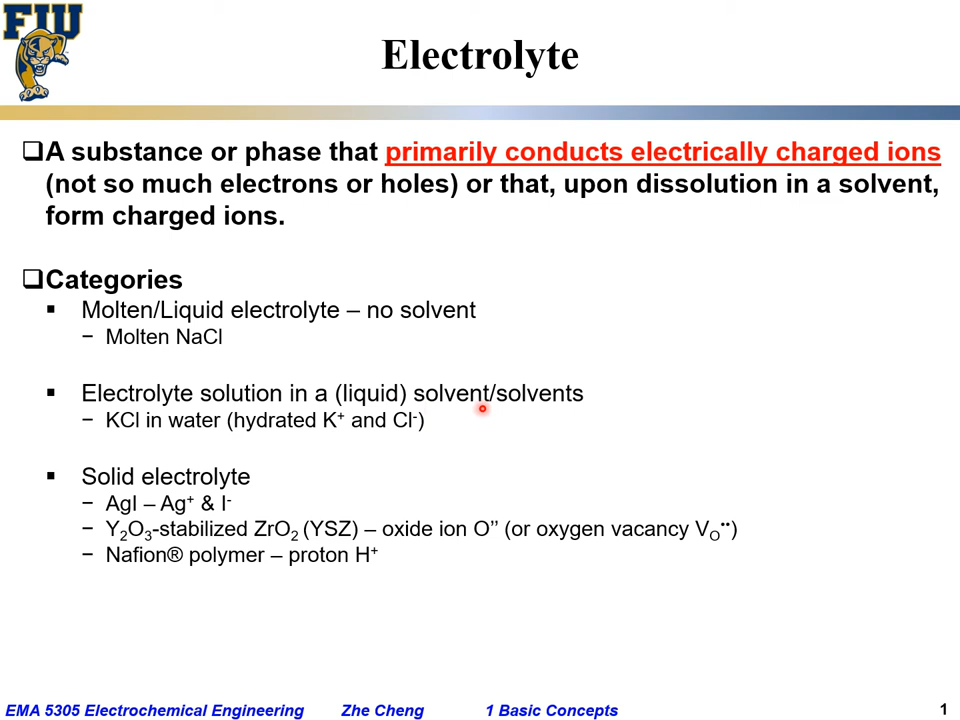 FIU
Electrolyte
❑A substance or phase that primarily conducts electrically charged ions
(not so much electrons or holes) or that, upon dissolution in a solvent,
form charged ions.
❑Categories
▪ Molten/Liquid electrolyte – no solvent
− Molten NaCl
▪ Electrolyte solution in a (liquid) solvent/solvents
− KCl in water (hydrated K⁺ and Cl⁻)
▪ Solid electrolyte
− AgI – Ag⁺ & I⁻
− Y₂O₃-stabilized ZrO₂ (YSZ) – oxide ion O’’ (or oxygen vacancy V_O^••)
− Nafion® polymer – proton H⁺
EMA 5305 Electrochemical Engineering Zhe Cheng 1 Basic Concepts 1